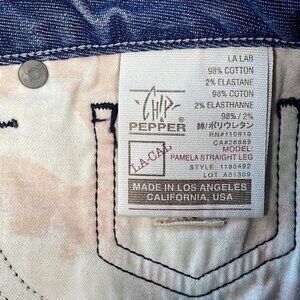 CHIP
PEPPER
LA-CAL
LA LAB
98% COTTON
2% ELASTANE
98% COTON
2% ELASTHANNE
98% / 2%
綿/ポリウレタン
RN#110910
CA#26889
MODEL
PAMELA STRAIGHT LEG
STYLE 1180492
LOT A01309
MADE IN LOS ANGELES
CALIFORNIA, USA